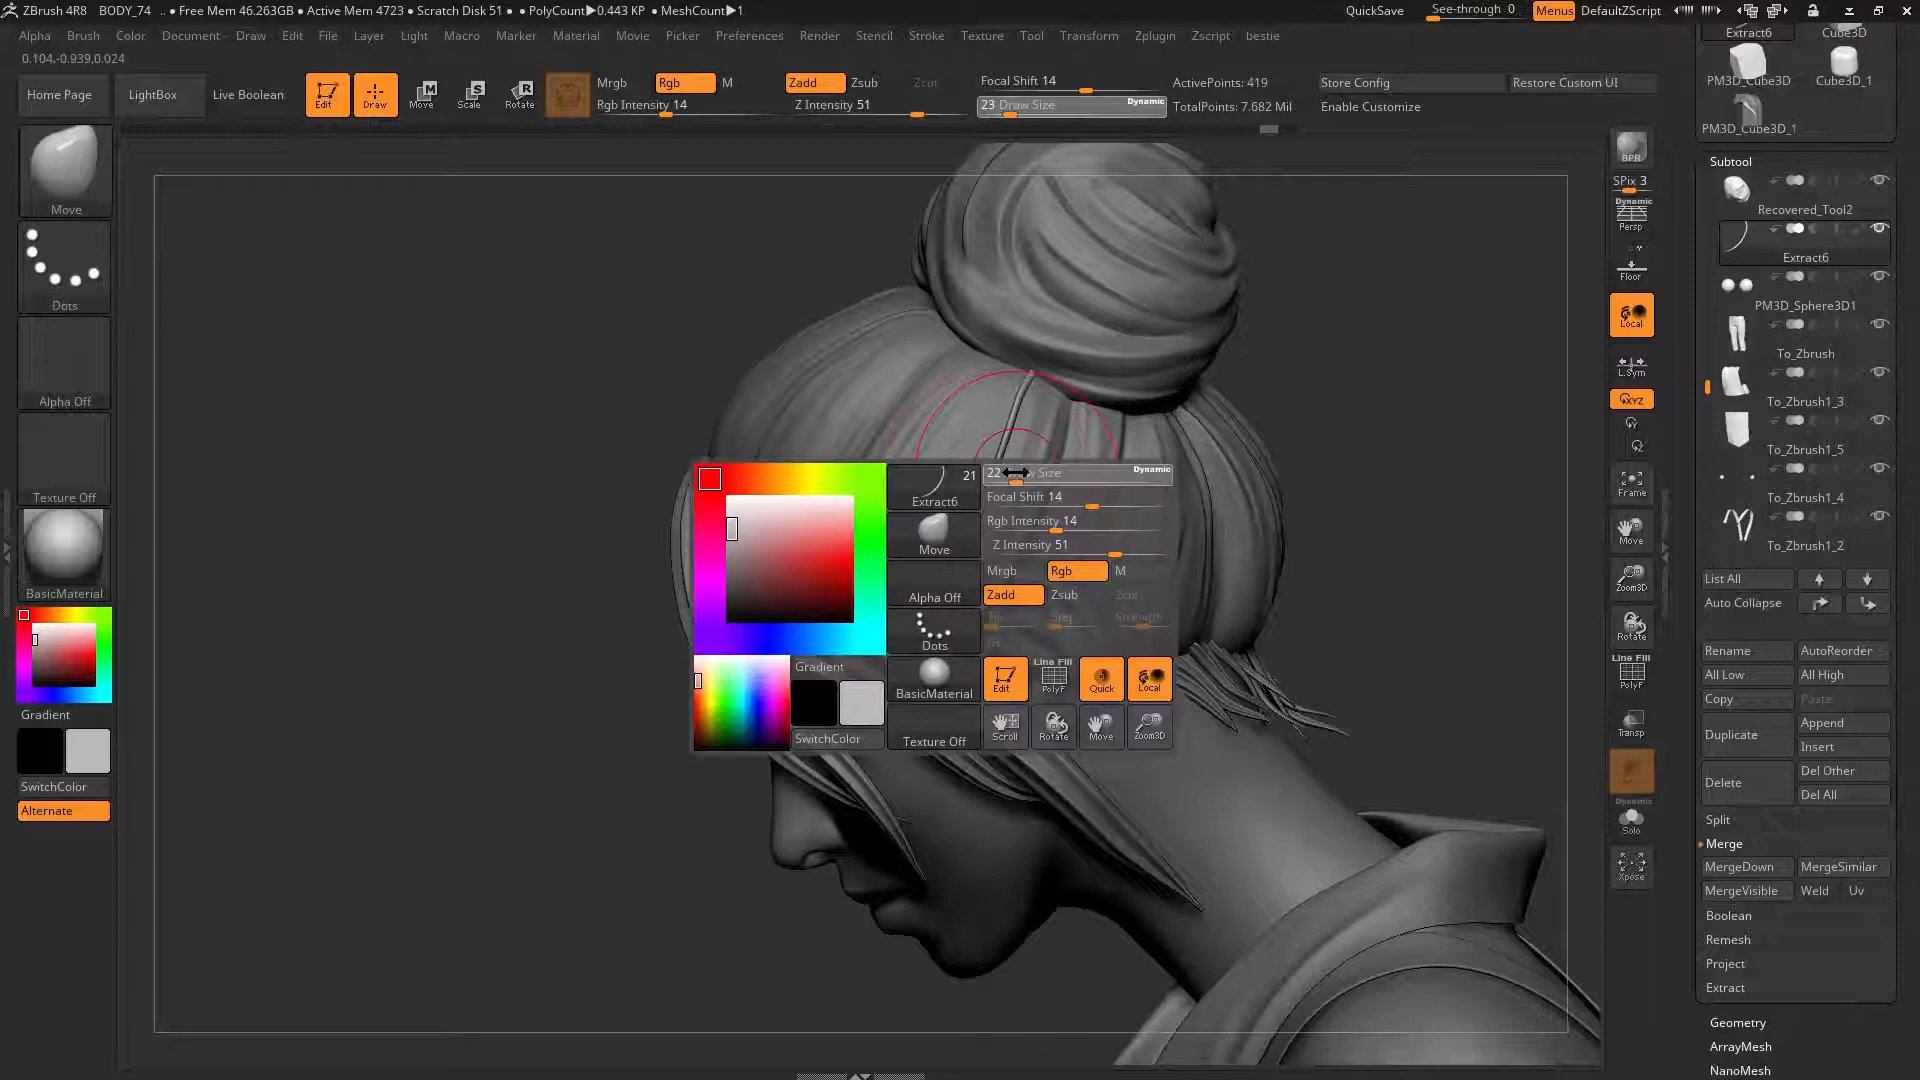 ZBrush 4R8 BODY_74 .. • Free Mem 46.263GB • Active Mem 4723 • Scratch Disk 51 • • PolyCount▶0.443 KP • MeshCount▶1 QuickSave See-through 0 Menus DefaultZScript
Alpha Brush Color Document Draw Edit File Layer Light Macro Marker Material Movie Picker Preferences Render Stencil Stroke Texture Tool Transform Zplugin Zscript bestie
0.104,-0.939,0.024
Home Page LightBox Live Boolean Edit Draw Move Scale Rotate
Mrgb Rgb M Zadd Zsub Zcut Focal Shift 14 ActivePoints: 419 Store Config Restore Custom UI
Rgb Intensity 14 Z Intensity 51 23 Draw Size Dynamic TotalPoints: 7.682 Mil Enable Customize
Move
Dots
Alpha Off
Texture Off
BasicMaterial
Gradient
SwitchColor
Alternate
21
Extract6
Move
Alpha Off
Dots
BasicMaterial
Texture Off
Gradient
SwitchColor
22 Size Dynamic
Focal Shift 14
Rgb Intensity 14
Z Intensity 51
Mrgb Rgb M
Zadd Zsub Zcut
Strength
Edit Line Fill PolyF Quick Local
Scroll Rotate Move Zoom3D
BPR
SPix 3
Dynamic
Persp
Floor
Local
L.Sym
XYZ
Frame
Move
Zoom3D
Rotate
Line Fill
PolyF
Transp
Dynamic
Solo
Xpose
Extract6 Cube3D
PM3D_Cube3D Cube3D_1
PM3D_Cube3D_1
Subtool
Recovered_Tool2
Extract6
PM3D_Sphere3D1
To_Zbrush
To_Zbrush1_3
To_Zbrush1_5
To_Zbrush1_4
To_Zbrush1_2
List All
Auto Collapse
Rename AutoReorder
All Low All High
Copy Paste
Duplicate Append
Insert
Delete Del Other
Del All
Split
Merge
MergeDown MergeSimilar
MergeVisible Weld Uv
Boolean
Remesh
Project
Extract
Geometry
ArrayMesh
NanoMesh